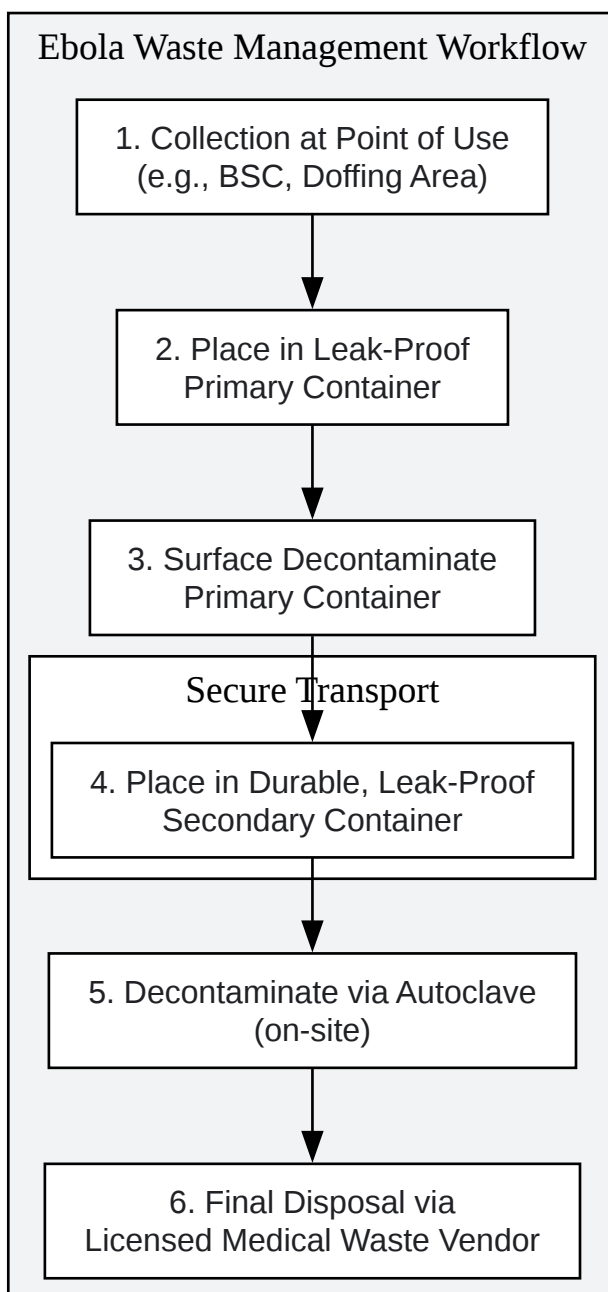 Ebola Waste Management Workflow
1. Collection at Point of Use
(e.g., BSC, Doffing Area)
2. Place in Leak-Proof
Primary Container
3. Surface Decontaminate
Primary Container
Secure Transport
4. Place in Durable, Leak-Proof
Secondary Container
5. Decontaminate via Autoclave
(on-site)
6. Final Disposal via
Licensed Medical Waste Vendor